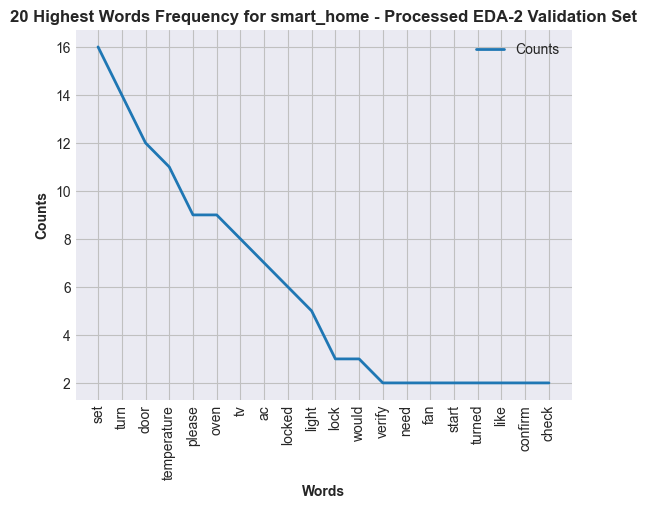 20 Highest Words Frequency for smart_home - Processed EDA-2 Validation Set
Counts
Counts
16
14
12
10
8
6
4
2
set
turn
door
temperature
please
oven
tv
ac
locked
light
lock
would
verify
need
fan
start
turned
like
confirm
check
Words